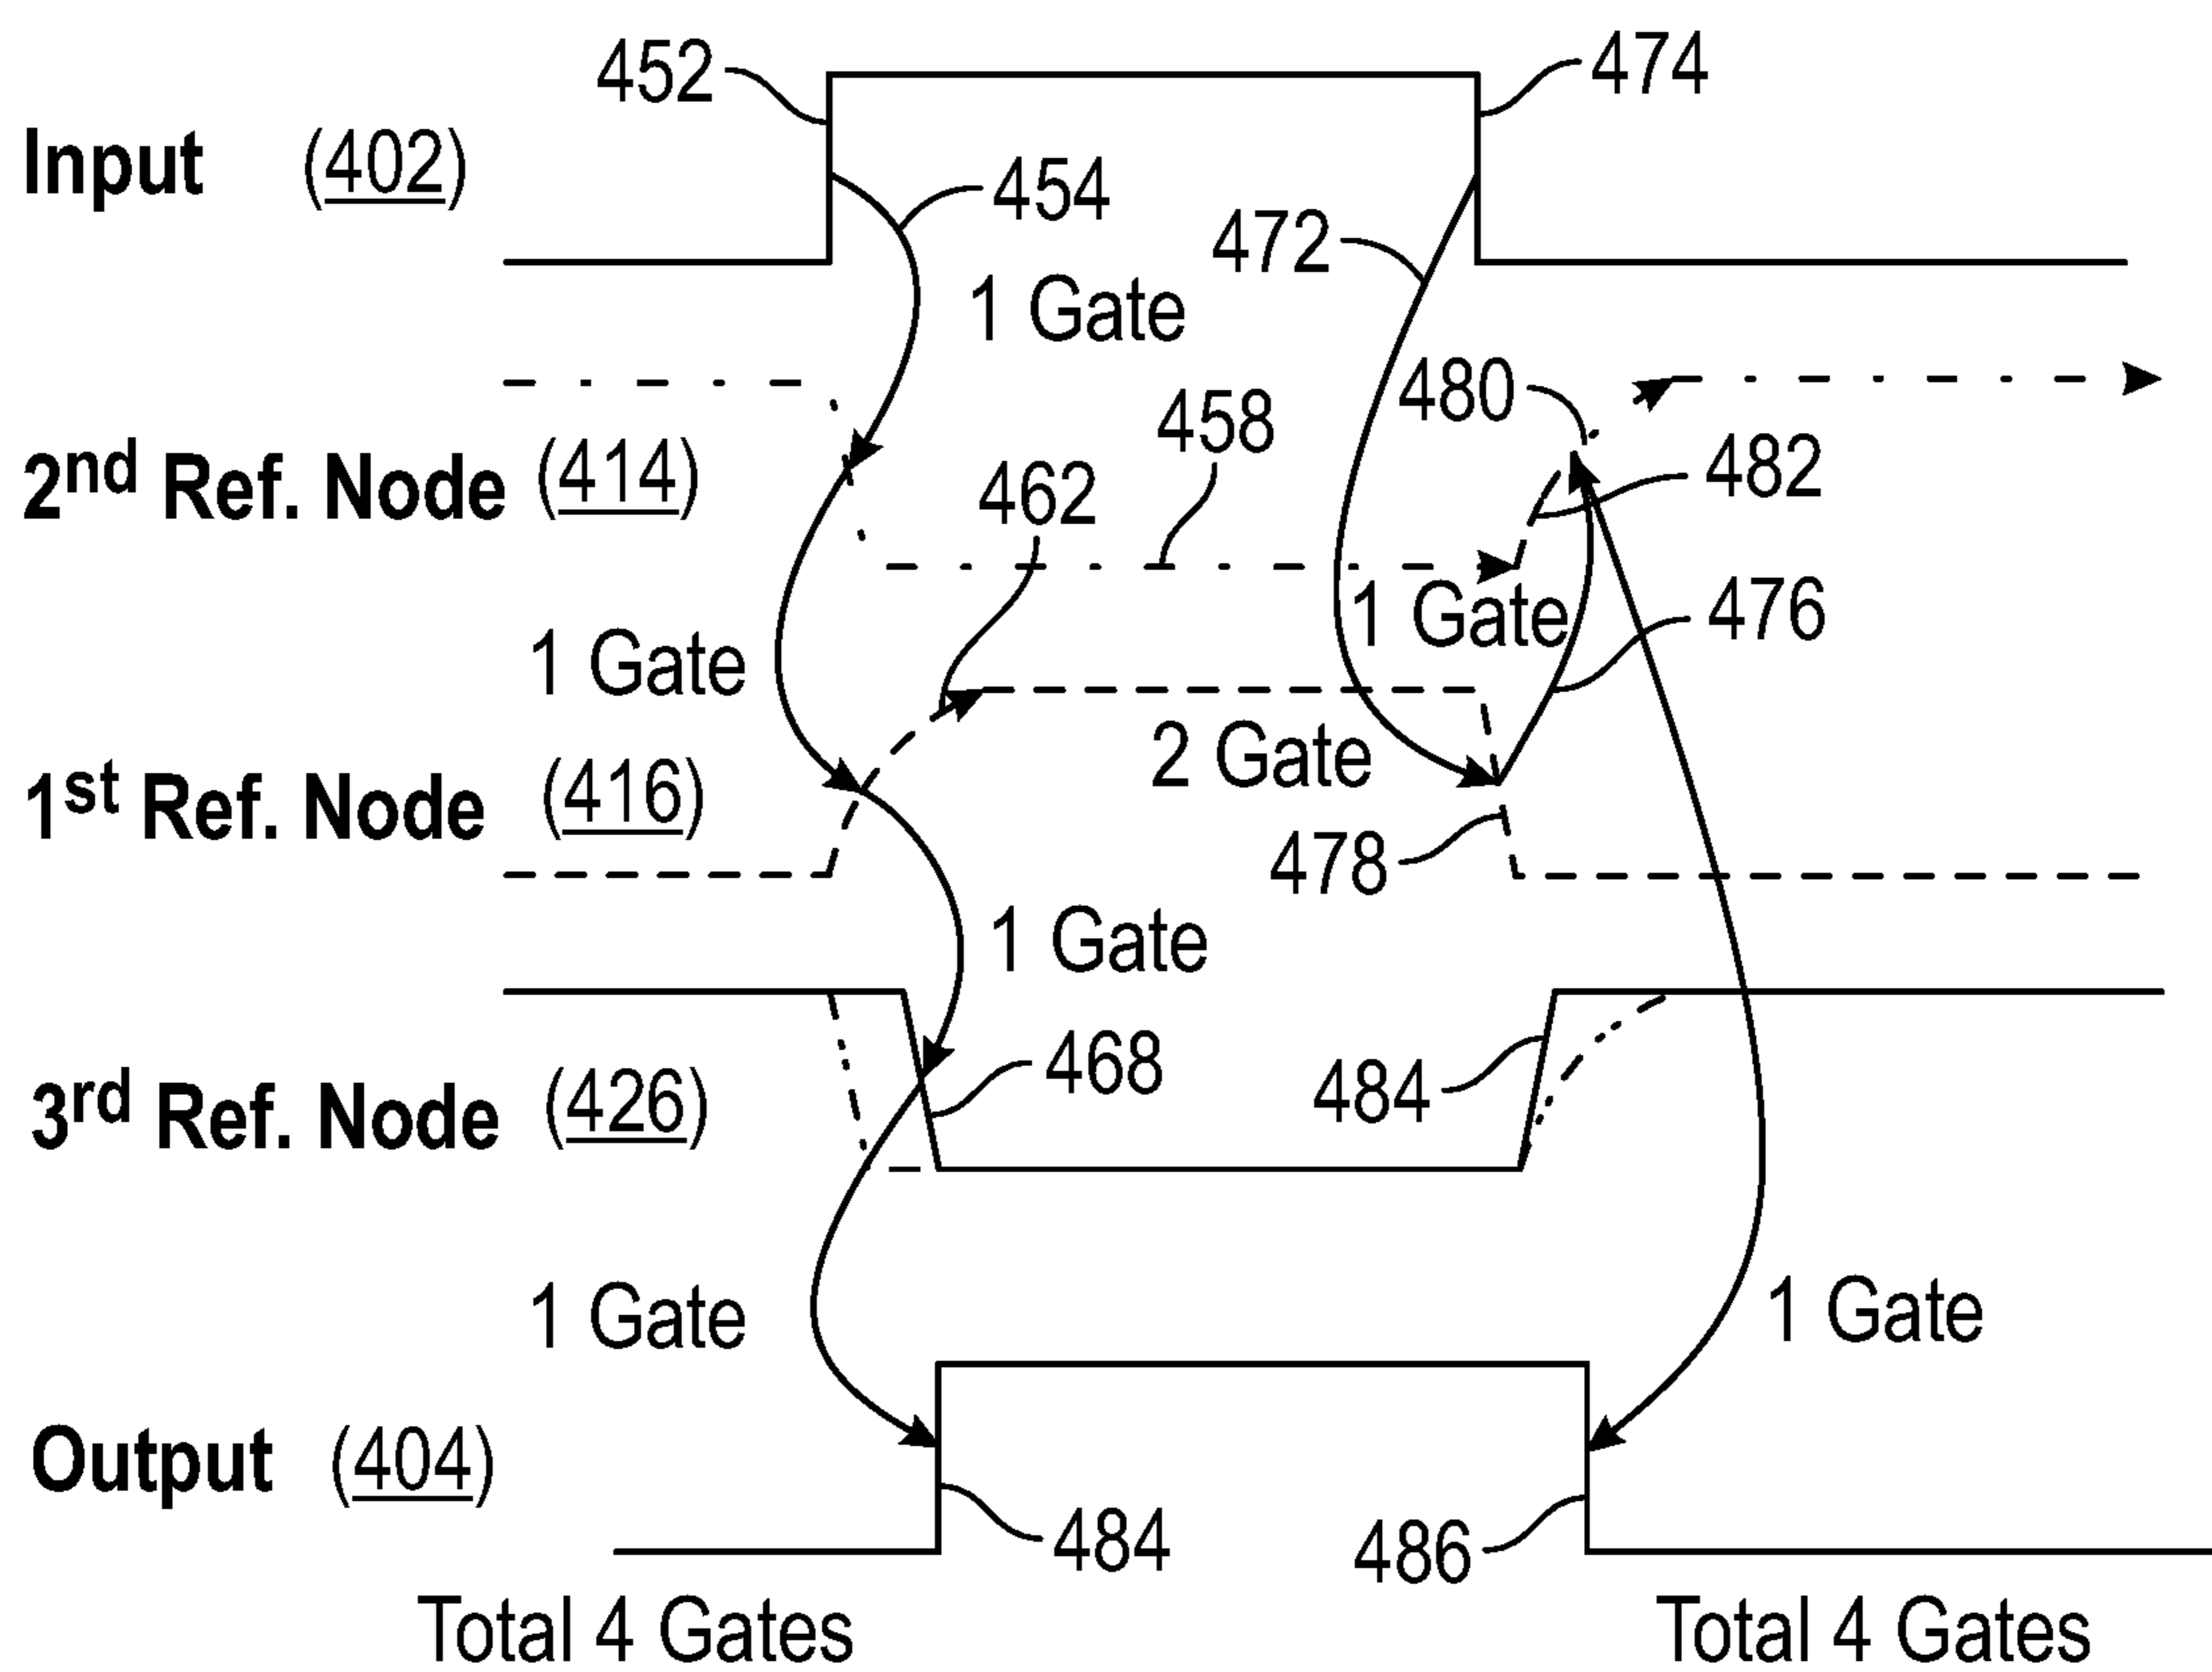 452
474
Input (402)
454
472
1 Gate
480
458
2nd Ref. Node (414)
462
482
1 Gate
476
1 Gate
2 Gate
1st Ref. Node (416)
478
1 Gate
3rd Ref. Node (426)
468
484
1 Gate
1 Gate
Output (404)
484
486
Total 4 Gates
Total 4 Gates